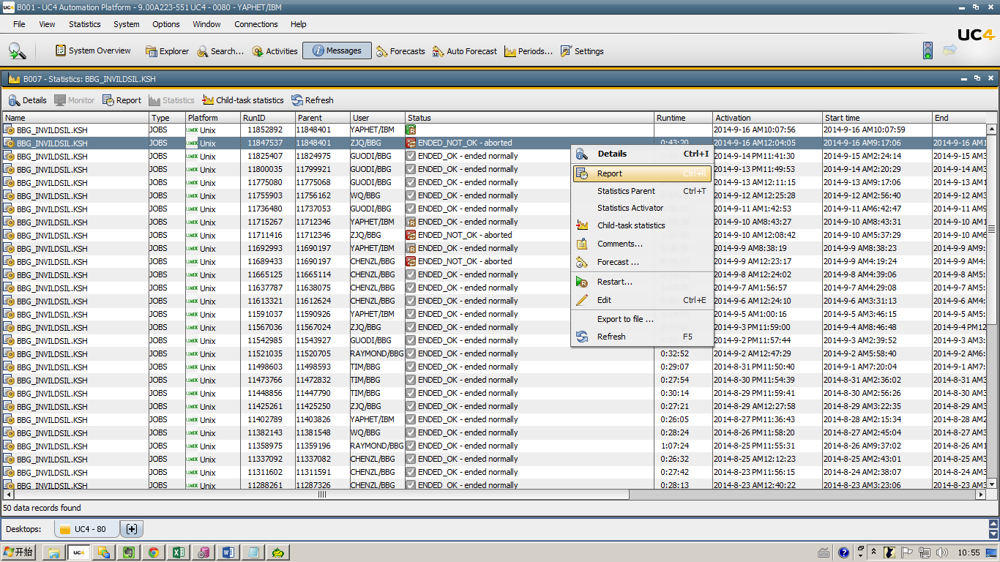 B001 - UC4 Automation Platform - 9.00A223-551 UC4 - 0080 - YAPHET/IBM
File View Statistics System Options Window Connections Help
UC4
System Overview Explorer Search... Activities Messages Forecasts Auto Forecast Periods... Settings
B007 - Statistics: BBG_INVILDSIL.KSH
Details Monitor Report Statistics Child-task statistics Refresh
Name Type Platform RunID Parent User Status Runtime Activation Start time End
BBG_INVILDSIL.KSH JOBS UNIX Unix 11852892 11848401 YAPHET/IBM 2014-9-16 AM10:07:56 2014-9-16 AM10:07:59
BBG_INVILDSIL.KSH JOBS UNIX Unix 11847537 11848401 ZJQ/BBG ENDED_NOT_OK - aborted 0:43:20 2014-9-16 AM12:04:05 2014-9-16 AM9:17:06 2014-9-16 AM1
BBG_INVILDSIL.KSH JOBS UNIX Unix 11825407 11824975 GUODI/BBG ENDED_OK - ended normally 2014-9-14 PM11:41:30 2014-9-15 AM2:24:14 2014-9-15 AM3
BBG_INVILDSIL.KSH JOBS UNIX Unix 11800035 11799921 GUODI/BBG ENDED_OK - ended normally 2014-9-13 PM11:49:53 2014-9-14 AM2:20:29 2014-9-14 AM3
BBG_INVILDSIL.KSH JOBS UNIX Unix 11775080 11775068 GUODI/BBG ENDED_OK - ended normally 2014-9-13 AM12:11:15 2014-9-13 AM9:17:06 2014-9-13 AM1
BBG_INVILDSIL.KSH JOBS UNIX Unix 11755903 11756162 WQ/BBG ENDED_OK - ended normally 2014-9-12 AM12:25:28 2014-9-12 AM2:56:40 2014-9-12 AM3
BBG_INVILDSIL.KSH JOBS UNIX Unix 11736480 11737053 GUODI/BBG ENDED_OK - ended normally 2014-9-11 AM1:42:53 2014-9-11 AM6:42:47 2014-9-11 AM9
BBG_INVILDSIL.KSH JOBS UNIX Unix 11715267 11712346 YAPHET/IBM ENDED_OK - ended normally 2014-9-10 AM8:43:27 2014-9-10 AM8:43:31 2014-9-10 AM1
BBG_INVILDSIL.KSH JOBS UNIX Unix 11711416 11712346 ZJQ/BBG ENDED_NOT_OK - aborted 2014-9-10 AM12:08:42 2014-9-10 AM5:37:29 2014-9-10 AM6
BBG_INVILDSIL.KSH JOBS UNIX Unix 11692993 11690197 YAPHET/IBM ENDED_OK - ended normally 2014-9-9 AM8:38:19 2014-9-9 AM8:38:23 2014-9-9 AM9:
BBG_INVILDSIL.KSH JOBS UNIX Unix 11689433 11690197 CHENZL/BBG ENDED_NOT_OK - aborted 2014-9-9 AM12:23:17 2014-9-9 AM4:19:24 2014-9-9 AM5:
BBG_INVILDSIL.KSH JOBS UNIX Unix 11665125 11665114 CHENZL/BBG ENDED_OK - ended normally 2014-9-8 AM12:24:02 2014-9-8 AM4:39:06 2014-9-8 AM5:
BBG_INVILDSIL.KSH JOBS UNIX Unix 11637787 11638075 CHENZL/BBG ENDED_OK - ended normally 2014-9-7 AM1:56:57 2014-9-7 AM4:29:08 2014-9-7 AM5:
BBG_INVILDSIL.KSH JOBS UNIX Unix 11613321 11612624 CHENZL/BBG ENDED_OK - ended normally 2014-9-6 AM12:24:10 2014-9-6 AM3:31:13 2014-9-6 AM4:
BBG_INVILDSIL.KSH JOBS UNIX Unix 11591037 11590926 YAPHET/IBM ENDED_OK - ended normally 2014-9-5 AM1:00:16 2014-9-5 AM3:46:15 2014-9-5 AM5:
BBG_INVILDSIL.KSH JOBS UNIX Unix 11567036 11567024 ZJQ/BBG ENDED_OK - ended normally 2014-9-3 PM11:59:00 2014-9-4 AM8:46:48 2014-9-4 PM12
BBG_INVILDSIL.KSH JOBS UNIX Unix 11542985 11543927 GUODI/BBG ENDED_OK - ended normally 2014-9-2 PM11:57:44 2014-9-3 AM2:39:52 2014-9-3 AM3:
BBG_INVILDSIL.KSH JOBS UNIX Unix 11521035 11520705 RAYMOND/BBG ENDED_OK - ended normally 0:32:52 2014-9-2 AM12:47:29 2014-9-2 AM5:58:40 2014-9-2 AM6:
BBG_INVILDSIL.KSH JOBS UNIX Unix 11498603 11498593 TIM/BBG ENDED_OK - ended normally 0:29:07 2014-8-31 PM11:50:40 2014-9-1 AM7:20:04 2014-9-1 AM7:
BBG_INVILDSIL.KSH JOBS UNIX Unix 11473766 11472832 TIM/BBG ENDED_OK - ended normally 0:27:54 2014-8-30 PM11:54:39 2014-8-31 AM2:36:02 2014-8-31 AM3
BBG_INVILDSIL.KSH JOBS UNIX Unix 11448856 11447790 TIM/BBG ENDED_OK - ended normally 0:30:14 2014-8-29 PM11:59:41 2014-8-30 AM2:56:26 2014-8-30 AM3
BBG_INVILDSIL.KSH JOBS UNIX Unix 11425261 11425250 ZJQ/BBG ENDED_OK - ended normally 0:27:21 2014-8-29 AM12:27:58 2014-8-29 AM3:22:35 2014-8-29 AM3
BBG_INVILDSIL.KSH JOBS UNIX Unix 11402789 11403826 YAPHET/IBM ENDED_OK - ended normally 0:26:05 2014-8-27 PM11:36:43 2014-8-28 AM2:15:34 2014-8-28 AM2
BBG_INVILDSIL.KSH JOBS UNIX Unix 11382143 11381548 WQ/BBG ENDED_OK - ended normally 0:28:24 2014-8-26 PM11:58:20 2014-8-27 AM2:45:04 2014-8-27 AM3
BBG_INVILDSIL.KSH JOBS UNIX Unix 11358975 11359196 RAYMOND/BBG ENDED_OK - ended normally 1:07:24 2014-8-25 PM11:55:31 2014-8-26 AM9:37:02 2014-8-26 AM1
BBG_INVILDSIL.KSH JOBS UNIX Unix 11337092 11337082 CHENZL/BBG ENDED_OK - ended normally 0:26:32 2014-8-25 AM12:12:23 2014-8-25 AM2:43:01 2014-8-25 AM3
BBG_INVILDSIL.KSH JOBS UNIX Unix 11311602 11311591 CHENZL/BBG ENDED_OK - ended normally 0:27:42 2014-8-23 PM11:56:15 2014-8-24 AM2:38:07 2014-8-24 AM3
BBG_INVILDSIL.KSH JOBS UNIX Unix 11288261 11287326 CHENZL/BBG ENDED_OK - ended normally 0:28:13 2014-8-23 AM12:40:22 2014-8-23 AM3:23:06 2014-8-23 AM3
Details Ctrl+I
Report Ctrl+R
Statistics Parent Ctrl+T
Statistics Activator
Child-task statistics
Comments...
Forecast ...
Restart...
Edit Ctrl+E
Export to file ...
Refresh F5
50 data records found
Desktops: UC4 - 80 [+]
开始 UC4 10:55